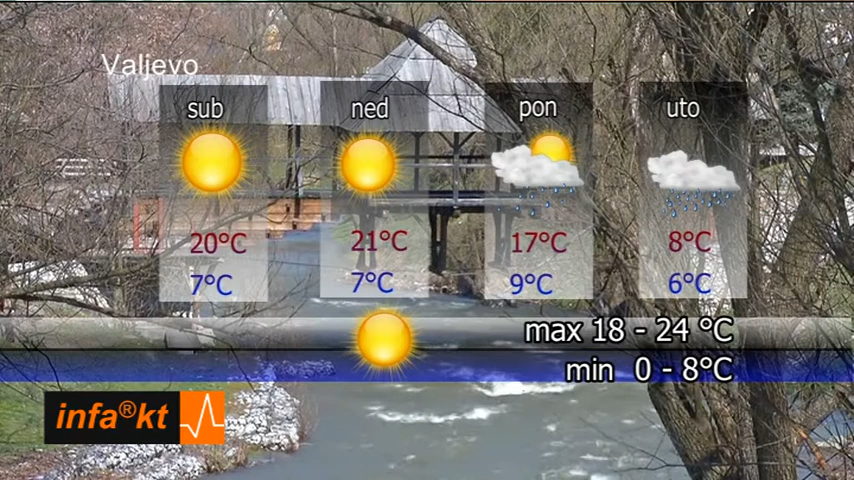 Valjevo
sub ned pon uto
20°C 21°C 17°C 8°C
7°C 7°C 9°C 6°C
max 18 - 24 °C
min 0 - 8°C
infa®kt